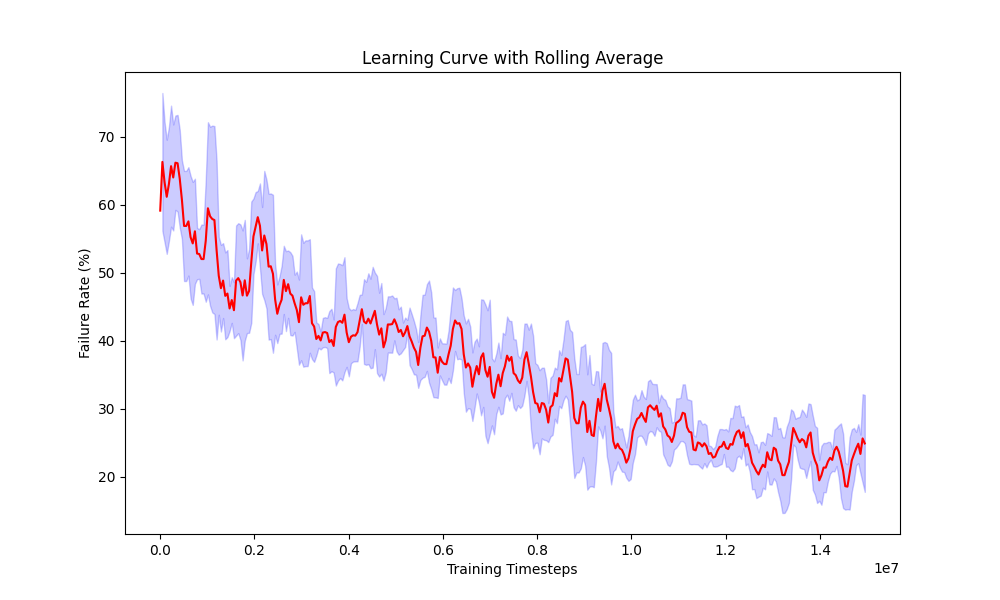 Learning Curve with Rolling Average
Failure Rate (%)
70
60
50
40
30
20
0.0 0.2 0.4 0.6 0.8 1.0 1.2 1.4
1e7
Training Timesteps